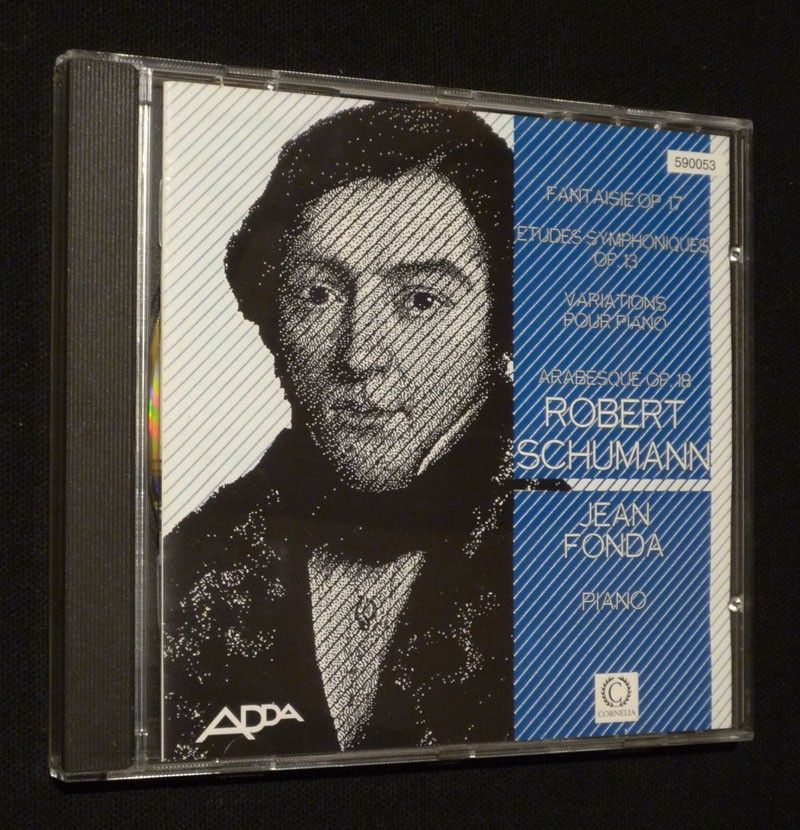 590053
FANTAISIE OP. 17
ETUDES SYMPHONIQUES
OP. 13
VARIATIONS
POUR PIANO
ARABESQUE OP. 18
ROBERT
SCHUMANN
JEAN
FONDA
PIANO
C
CORNELIA
ADDA